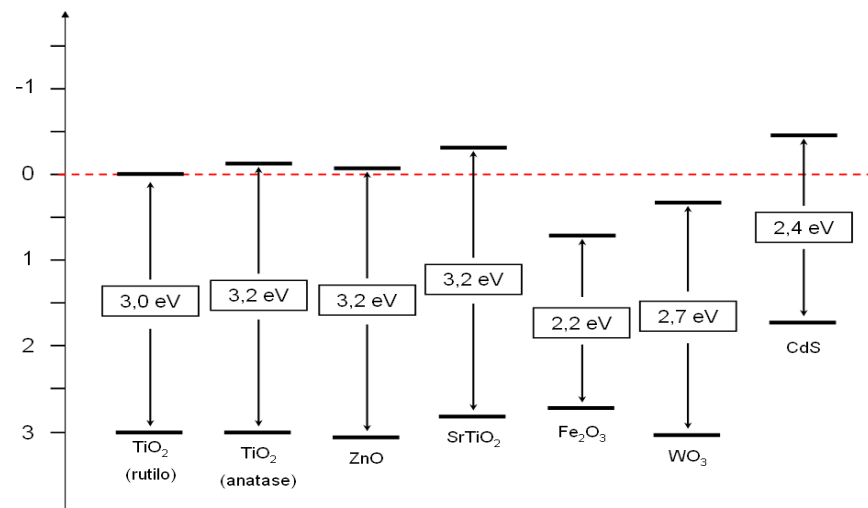 -1
0
1
2
3
3,0 eV
3,2 eV
3,2 eV
3,2 eV
2,2 eV
2,7 eV
2,4 eV
TiO₂
(rutilo)
TiO₂
(anatase)
ZnO
SrTiO₂
Fe₂O₃
WO₃
CdS